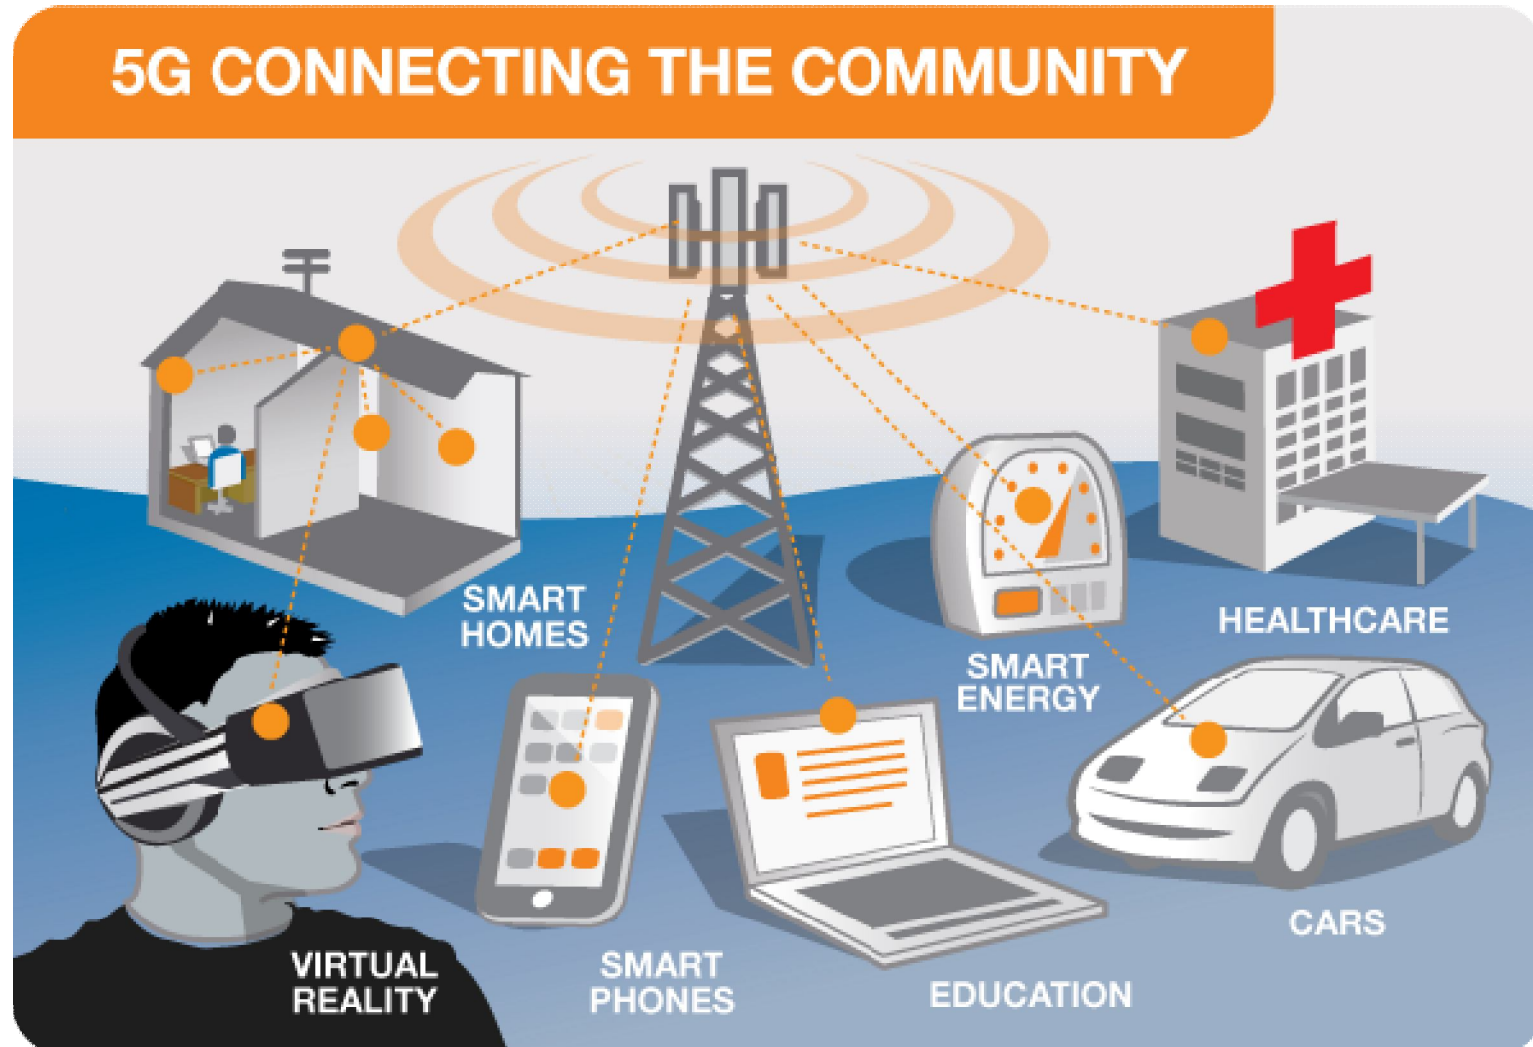 5G CONNECTING THE COMMUNITY
SMART
HOMES
HEALTHCARE
SMART
ENERGY
CARS
VIRTUAL
REALITY
SMART
PHONES
EDUCATION